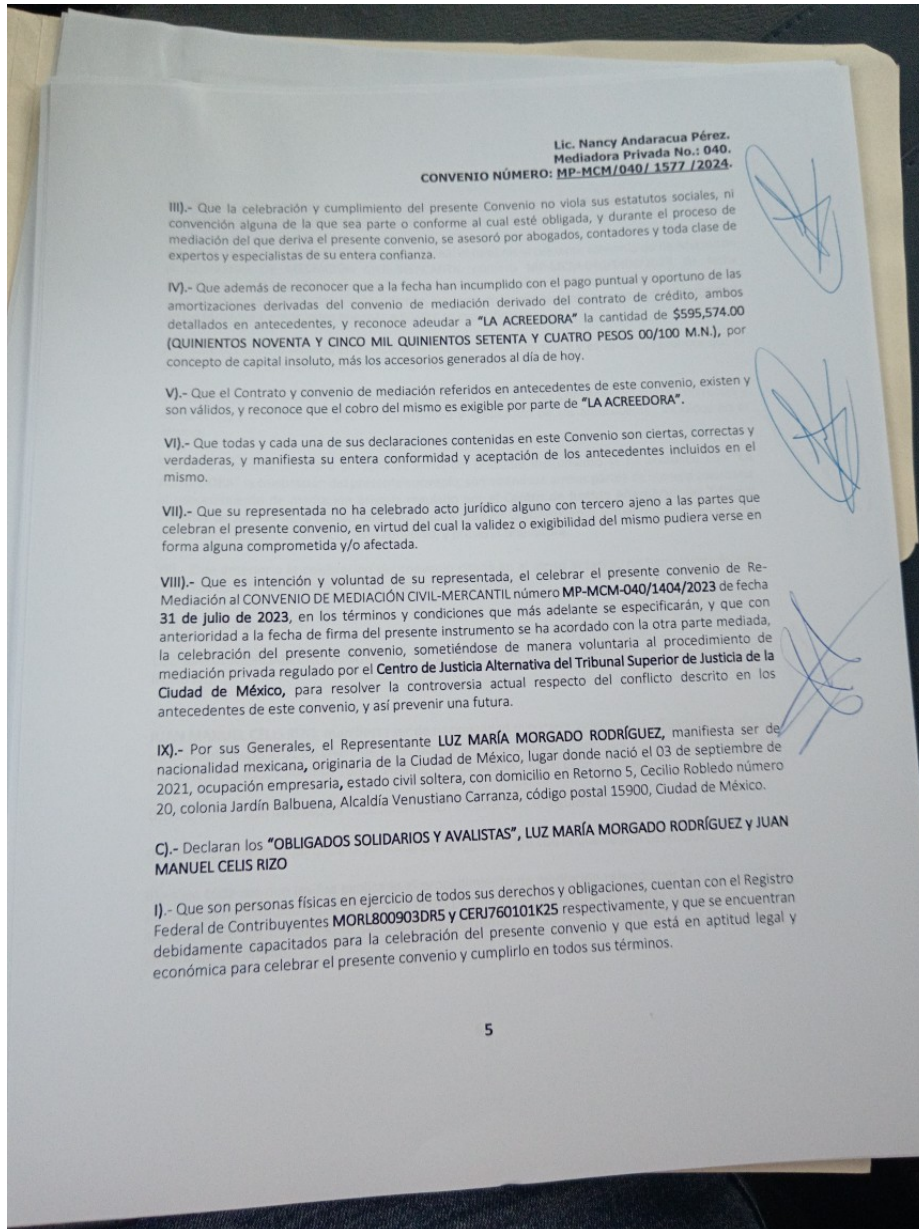 Lic. Nancy Andaracua Pérez.
Mediadora Privada No.: 040.
CONVENIO NÚMERO: MP-MCM/040/ 1577 /2024.
III).- Que la celebración y cumplimiento del presente Convenio no viola sus estatutos sociales, ni
convención alguna de la que sea parte o conforme al cual esté obligada, y durante el proceso de
mediación del que deriva el presente convenio, se asesoró por abogados, contadores y toda clase de
expertos y especialistas de su entera confianza.
IV).- Que además de reconocer que a la fecha han incumplido con el pago puntual y oportuno de las
amortizaciones derivadas del convenio de mediación derivado del contrato de crédito, ambos
detallados en antecedentes, y reconoce adeudar a “LA ACREEDORA” la cantidad de $595,574.00
(QUINIENTOS NOVENTA Y CINCO MIL QUINIENTOS SETENTA Y CUATRO PESOS 00/100 M.N.), por
concepto de capital insoluto, más los accesorios generados al día de hoy.
V).- Que el Contrato y convenio de mediación referidos en antecedentes de este convenio, existen y
son válidos, y reconoce que el cobro del mismo es exigible por parte de “LA ACREEDORA”.
VI).- Que todas y cada una de sus declaraciones contenidas en este Convenio son ciertas, correctas y
verdaderas, y manifiesta su entera conformidad y aceptación de los antecedentes incluidos en el
mismo.
VII).- Que su representada no ha celebrado acto jurídico alguno con tercero ajeno a las partes que
celebran el presente convenio, en virtud del cual la validez o exigibilidad del mismo pudiera verse en
forma alguna comprometida y/o afectada.
VIII).- Que es intención y voluntad de su representada, el celebrar el presente convenio de Re-
Mediación al CONVENIO DE MEDIACIÓN CIVIL-MERCANTIL número MP-MCM-040/1404/2023 de fecha
31 de julio de 2023, en los términos y condiciones que más adelante se especificarán, y que con
anterioridad a la fecha de firma del presente instrumento se ha acordado con la otra parte mediada,
la celebración del presente convenio, sometiéndose de manera voluntaria al procedimiento de
mediación privada regulado por el Centro de Justicia Alternativa del Tribunal Superior de Justicia de la
Ciudad de México, para resolver la controversia actual respecto del conflicto descrito en los
antecedentes de este convenio, y así prevenir una futura.
IX).- Por sus Generales, el Representante LUZ MARÍA MORGADO RODRÍGUEZ, manifiesta ser de
nacionalidad mexicana, originaria de la Ciudad de México, lugar donde nació el 03 de septiembre de
2021, ocupación empresaria, estado civil soltera, con domicilio en Retorno 5, Cecilio Robledo número
20, colonia Jardín Balbuena, Alcaldía Venustiano Carranza, código postal 15900, Ciudad de México.
C).- Declaran los “OBLIGADOS SOLIDARIOS Y AVALISTAS”, LUZ MARÍA MORGADO RODRÍGUEZ y JUAN
MANUEL CELIS RIZO
I).- Que son personas físicas en ejercicio de todos sus derechos y obligaciones, cuentan con el Registro
Federal de Contribuyentes MORL800903DR5 y CERJ760101K25 respectivamente, y que se encuentran
debidamente capacitados para la celebración del presente convenio y que está en aptitud legal y
económica para celebrar el presente convenio y cumplirlo en todos sus términos.
5